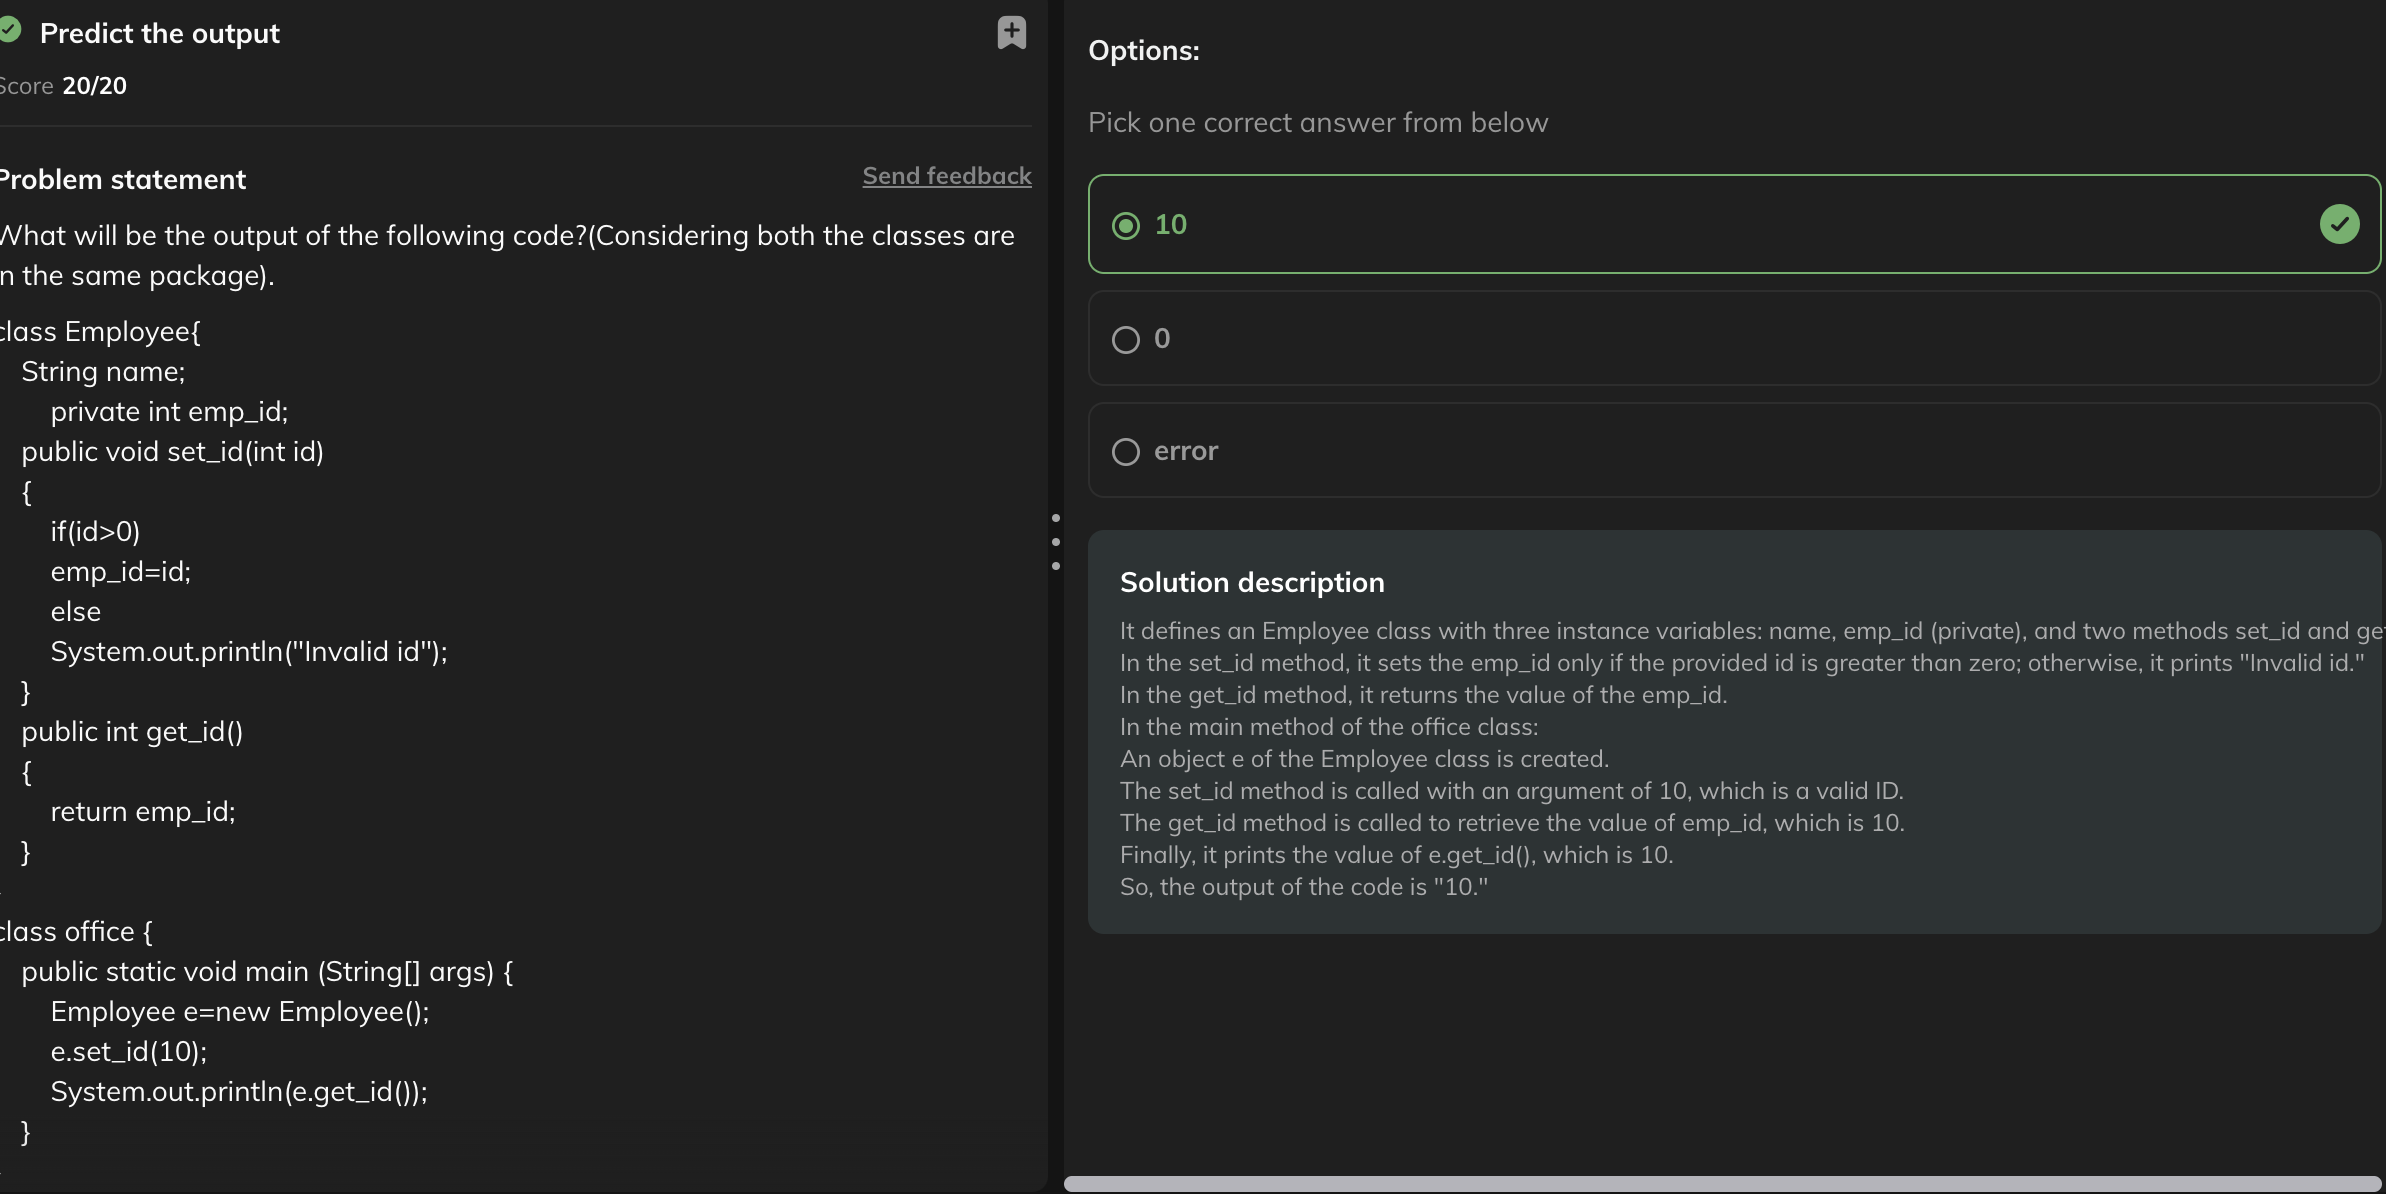 Predict the output
Score 20/20
Problem statement
Send feedback
What will be the output of the following code?(Considering both the classes are
in the same package).
class Employee{
String name;
private int emp_id;
public void set_id(int id)
{
if(id>0)
emp_id=id;
else
System.out.println("Invalid id");
}
public int get_id()
{
return emp_id;
}
class office {
public static void main (String[] args) {
Employee e=new Employee();
e.set_id(10);
System.out.println(e.get_id());
}
Options:
Pick one correct answer from below
10
0
error
Solution description
It defines an Employee class with three instance variables: name, emp_id (private), and two methods set_id and
In the set_id method, it sets the emp_id only if the provided id is greater than zero; otherwise, it prints "Invalid id."
In the get_id method, it returns the value of the emp_id.
In the main method of the office class:
An object e of the Employee class is created.
The set_id method is called with an argument of 10, which is a valid ID.
The get_id method is called to retrieve the value of emp_id, which is 10.
Finally, it prints the value of e.get_id(), which is 10.
So, the output of the code is "10."